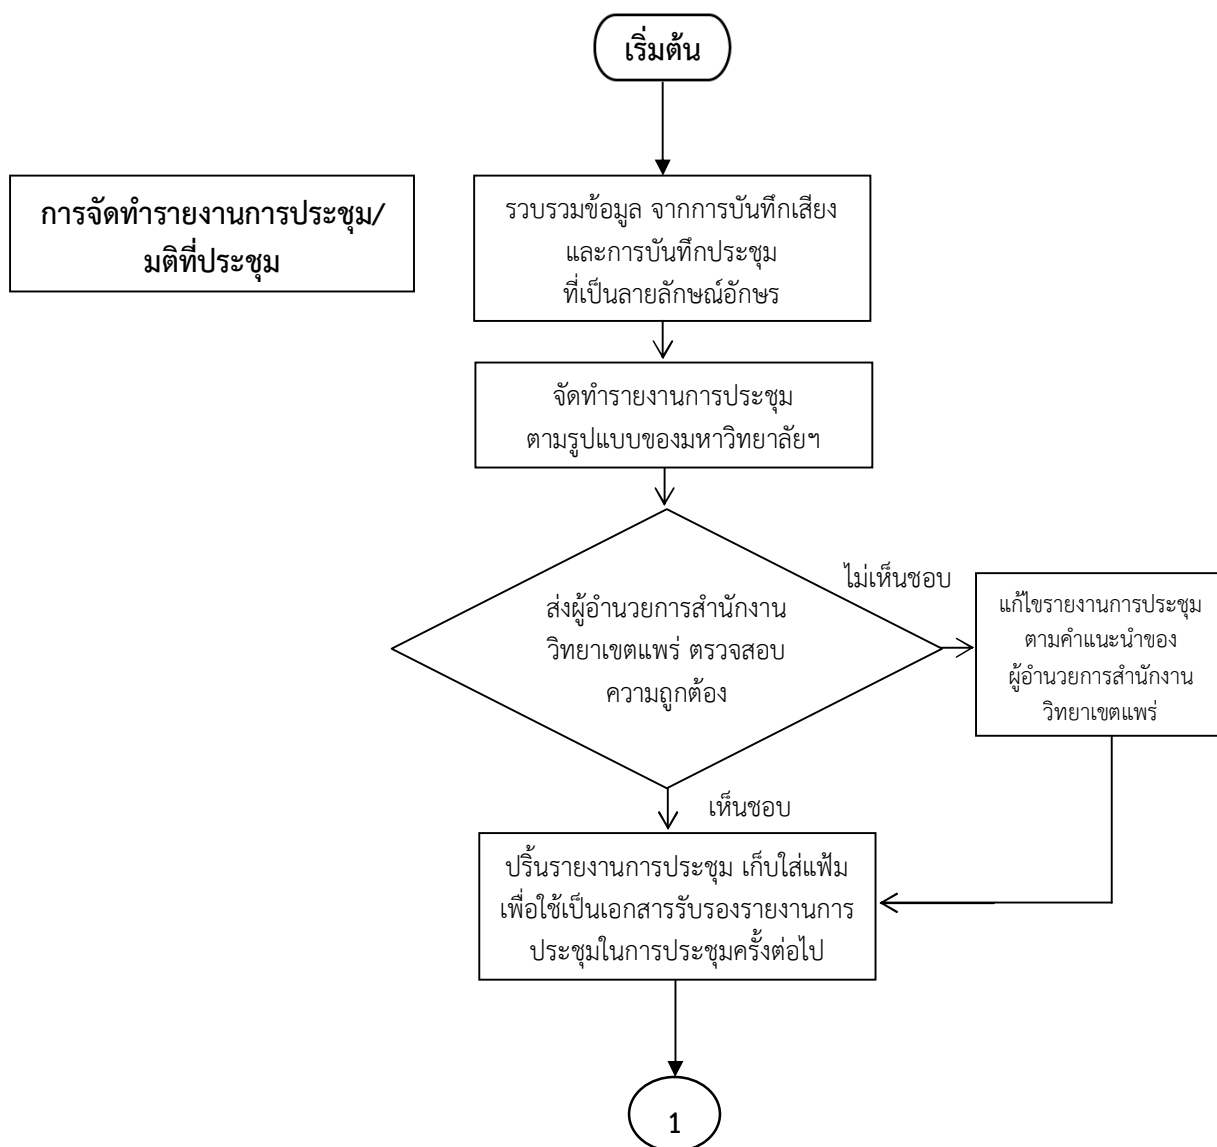 เริ่มต้น
การจัดทำรายงานการประชุม/
มติที่ประชุม
รวบรวมข้อมูล จากการบันทึกเสียง
และการบันทึกประชุม
ที่เป็นลายลักษณ์อักษร
จัดทำรายงานการประชุม
ตามรูปแบบของมหาวิทยาลัยฯ
ส่งผู้อำนวยการสำนักงาน
วิทยาเขตแพร่ ตรวจสอบ
ความถูกต้อง
ไม่เห็นชอบ
แก้ไขรายงานการประชุม
ตามคำแนะนำของ
ผู้อำนวยการสำนักงาน
วิทยาเขตแพร่
เห็นชอบ
ปริ้นรายงานการประชุม เก็บใส่แฟ้ม
เพื่อใช้เป็นเอกสารรับรองรายงานการ
ประชุมในการประชุมครั้งต่อไป
1